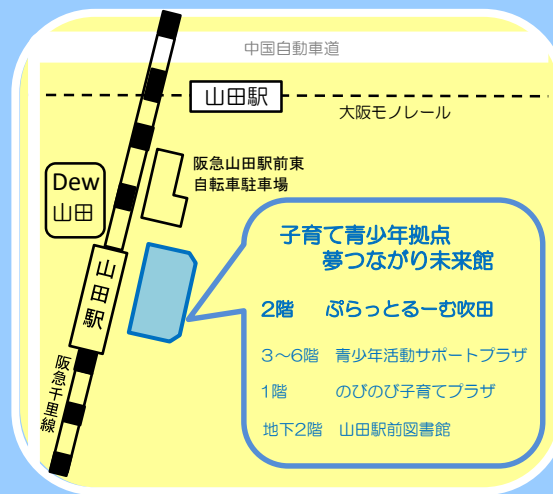 中国自動車道
山田駅
大阪モノレール
阪急山田駅前東
自転車駐車場
Dew
山田
山田駅
阪急千里線
子育て青少年拠点
夢つながり未来館
2階 ぷらっとるーむ吹田
3～6階 青少年活動サポートプラザ
1階 のびのび子育てプラザ
地下2階 山田駅前図書館